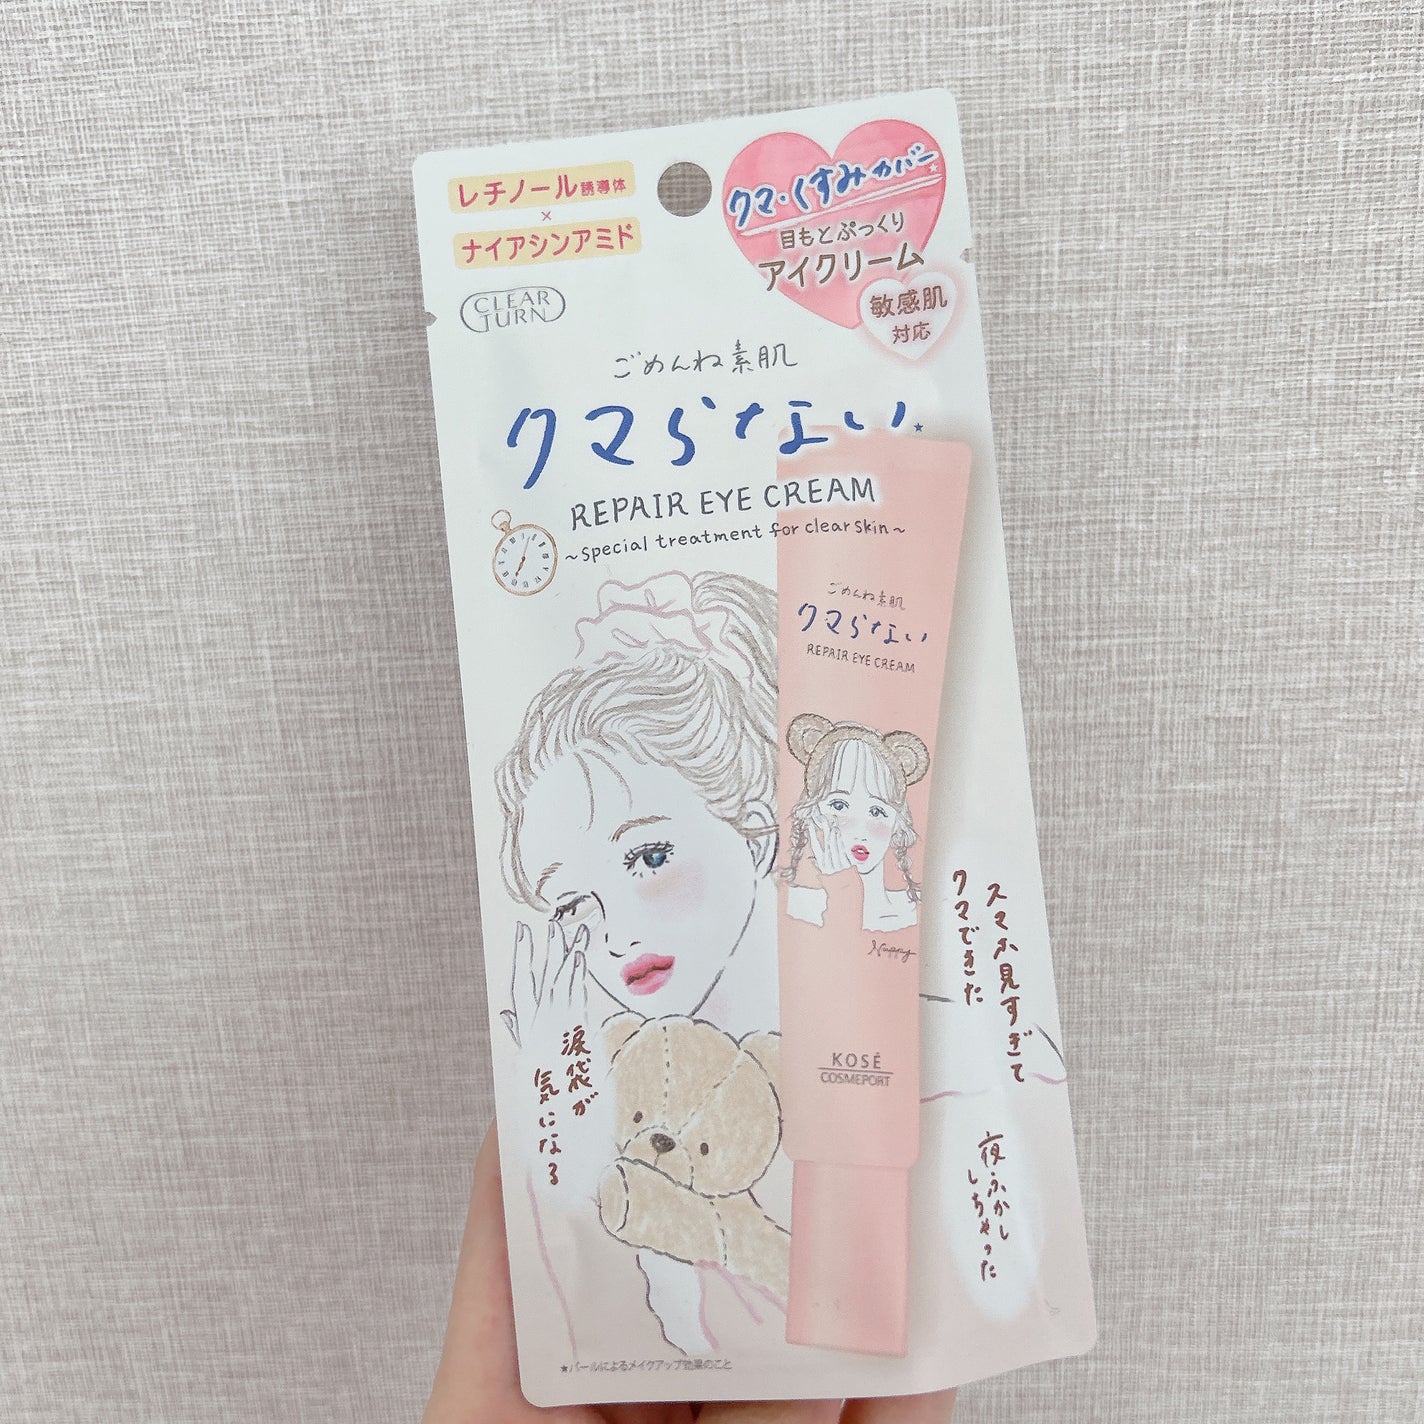 レチノール誘導体
×
ナイアシンアミド
クマ・くすみカバー★
目もとぷっくり
アイクリーム
敏感肌
対応
CLEAR
TURN
ごめんね素肌
クマらない★
REPAIR EYE CREAM
~special treatment for clear skin~
ごめんね素肌
クマらない
REPAIR EYE CREAM
Nappy
KOSÉ
COSMEPORT
スマホ見すぎて
クマできた
涙袋が
気になる
夜ふかし
しちゃった
★パールによるメイクアップ効果のこと